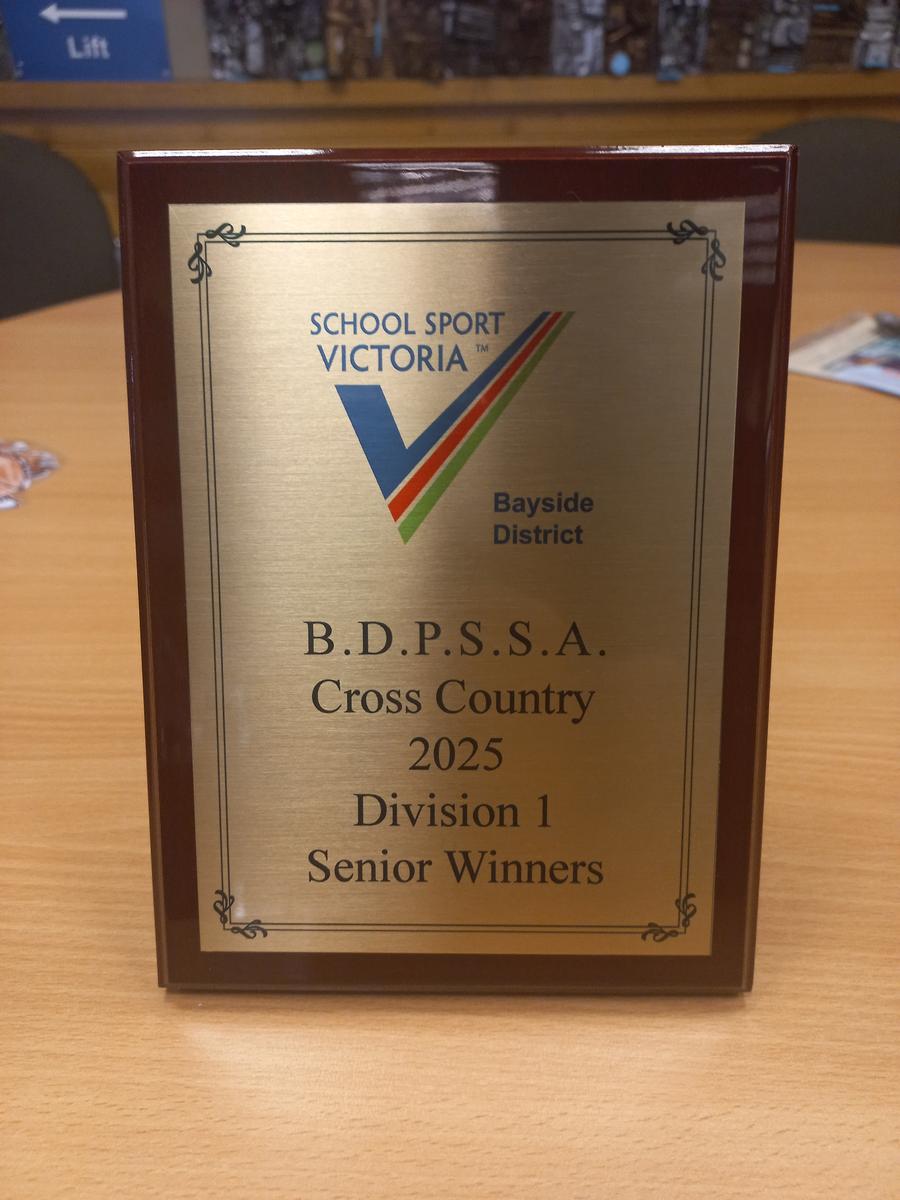 Lift
SCHOOL SPORT
VICTORIA™
Bayside
District
B.D.P.S.S.A.
Cross Country
2025
Division 1
Senior Winners